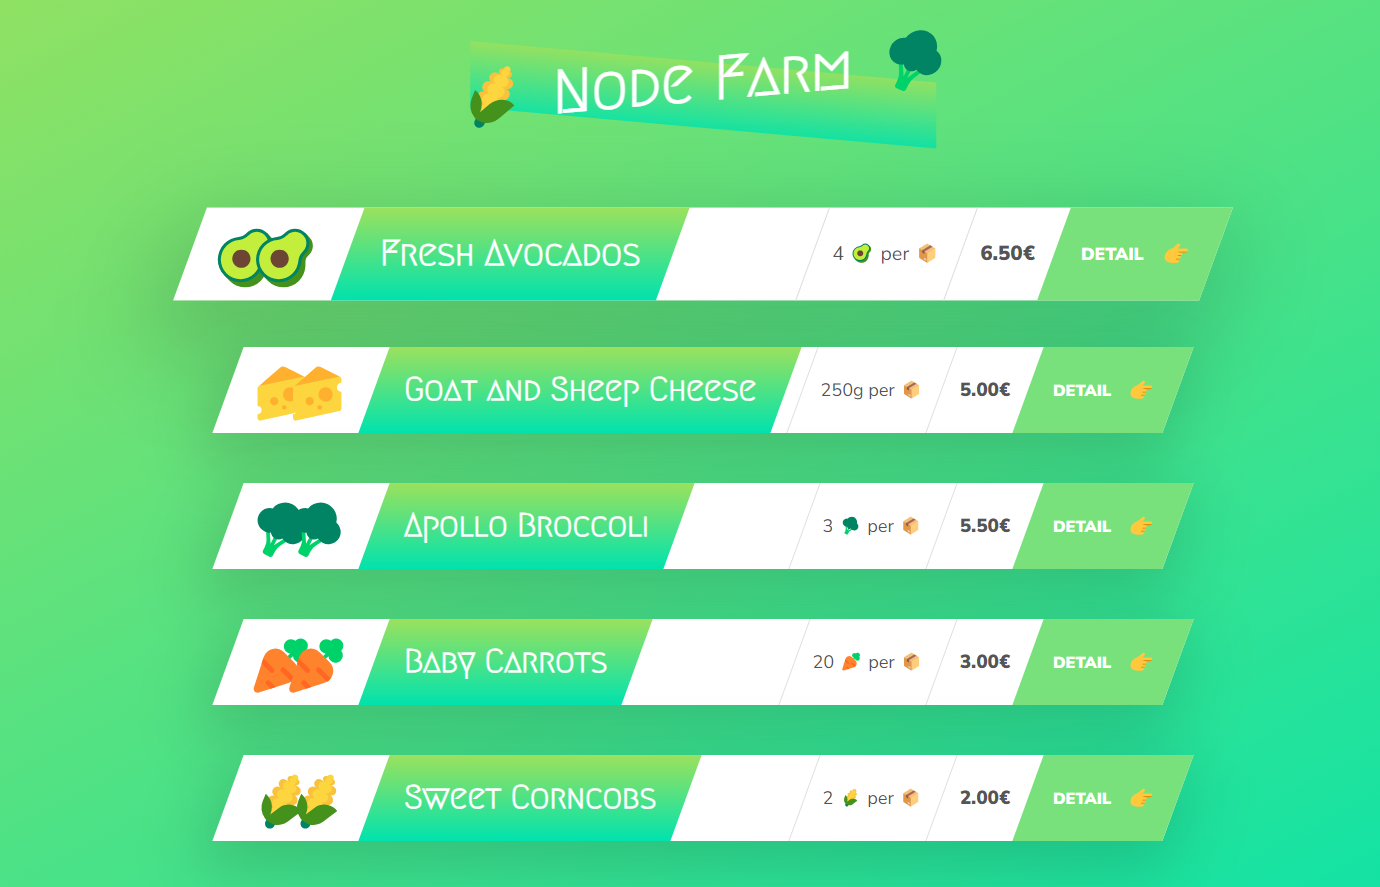 🌽 Node Farm 🥦
Fresh Avocados 4 🥑 per 📦 6.50€ DETAIL 👉
Goat and Sheep Cheese 250g per 📦 5.00€ DETAIL 👉
Apollo Broccoli 3 🥦 per 📦 5.50€ DETAIL 👉
Baby Carrots 20 🥕 per 📦 3.00€ DETAIL 👉
Sweet Corncobs 2 🌽 per 📦 2.00€ DETAIL 👉